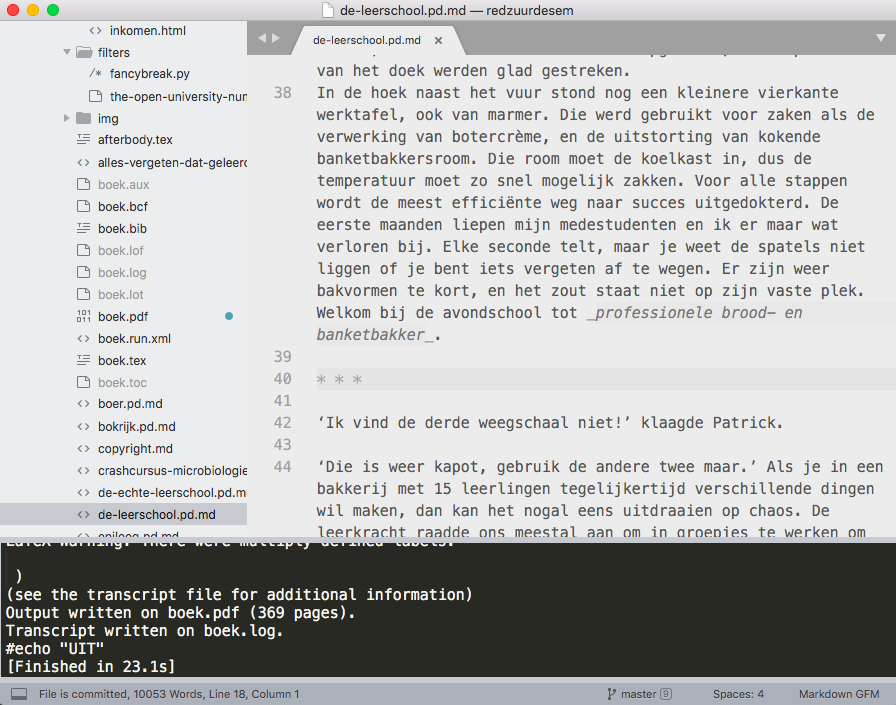 de-leerschool.pd.md — redzuurdesem
<> inkomen.html
filters
/* fancybreak.py
the-open-university-num
img
afterbody.tex
<> alles-vergeten-dat-geleerd
boek.aux
boek.bcf
boek.bib
boek.lof
boek.log
boek.lot
boek.pdf
<> boek.run.xml
boek.tex
boek.toc
<> boer.pd.md
<> bokrijk.pd.md
<> copyright.md
<> crashcursus-microbiologie
<> de-echte-leerschool.pd.m
<> de-leerschool.pd.md
<> epiloog.pd.md
de-leerschool.pd.md ×
van het doek werden glad gestreken.
38 In de hoek naast het vuur stond nog een kleinere vierkante
werktafel, ook van marmer. Die werd gebruikt voor zaken als de
verwerking van botercrème, en de uitstorting van kokende
banketbakkersroom. Die room moet de koelkast in, dus de
temperatuur moet zo snel mogelijk zakken. Voor alle stappen
wordt de meest efficiënte weg naar succes uitgedokterd. De
eerste maanden liepen mijn medestudenten en ik er maar wat
verloren bij. Elke seconde telt, maar je weet de spatels niet
liggen of je bent iets vergeten af te wegen. Er zijn weer
bakvormen te kort, en het zout staat niet op zijn vaste plek.
Welkom bij de avondschool tot _professionele brood- en
banketbakker_.
39
40 * * *
41
42 ‘Ik vind de derde weegschaal niet!’ klaagde Patrick.
43
44 ‘Die is weer kapot, gebruik de andere twee maar.’ Als je in een
bakkerij met 15 leerlingen tegelijkertijd verschillende dingen
wil maken, dan kan het nogal eens uitdraaien op chaos. De
leerkracht raadde ons meestal aan om in groepjes te werken om
LaTeX Warning: There were multiply-defined labels.
)
(see the transcript file for additional information)
Output written on boek.pdf (369 pages).
Transcript written on boek.log.
#echo "UIT"
[Finished in 23.1s]
File is committed, 10053 Words, Line 18, Column 1
master 9
Spaces: 4
Markdown GFM